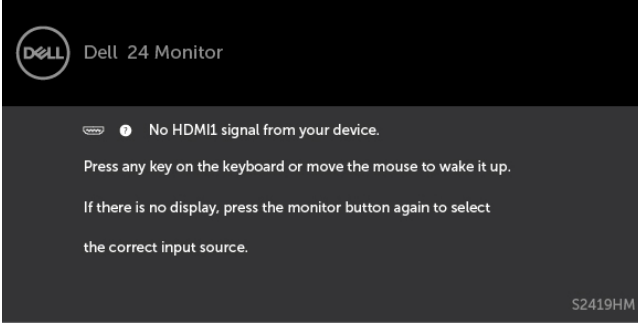 DELL
Dell 24 Monitor
? No HDMI1 signal from your device.
Press any key on the keyboard or move the mouse to wake it up.
If there is no display, press the monitor button again to select
the correct input source.
S2419HM